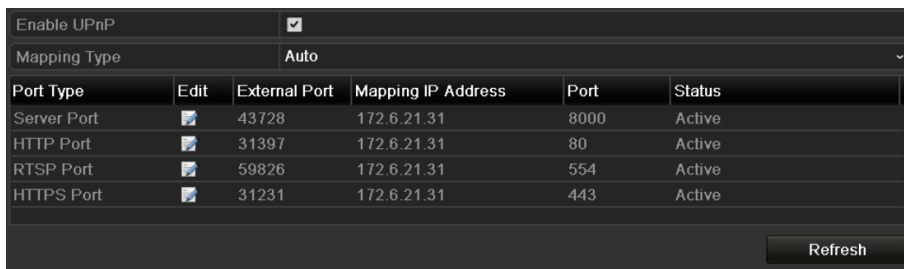 Enable UPnP
Mapping Type Auto
Port Type Edit External Port Mapping IP Address Port Status
Server Port 43728 172.6.21.31 8000 Active
HTTP Port 31397 172.6.21.31 80 Active
RTSP Port 59826 172.6.21.31 554 Active
HTTPS Port 31231 172.6.21.31 443 Active
Refresh